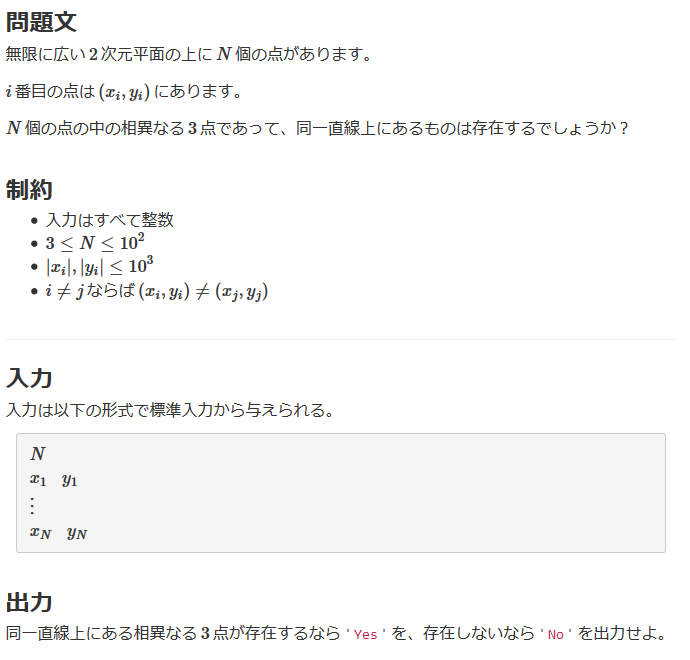 問題文
無限に広い 2 次元平面の上に N 個の点があります。
i 番目の点は (x_i, y_i) にあります。
N 個の点の中の相異なる 3 点であって、同一直線上にあるものは存在するでしょうか？
制約
• 入力はすべて整数
• 3 ≤ N ≤ 10^2
• |x_i|, |y_i| ≤ 10^3
• i ≠ j ならば (x_i, y_i) ≠ (x_j, y_j)
入力
入力は以下の形式で標準入力から与えられる。
N
x_1 y_1
⋮
x_N y_N
出力
同一直線上にある相異なる 3 点が存在するなら 'Yes' を、存在しないなら 'No' を出力せよ。